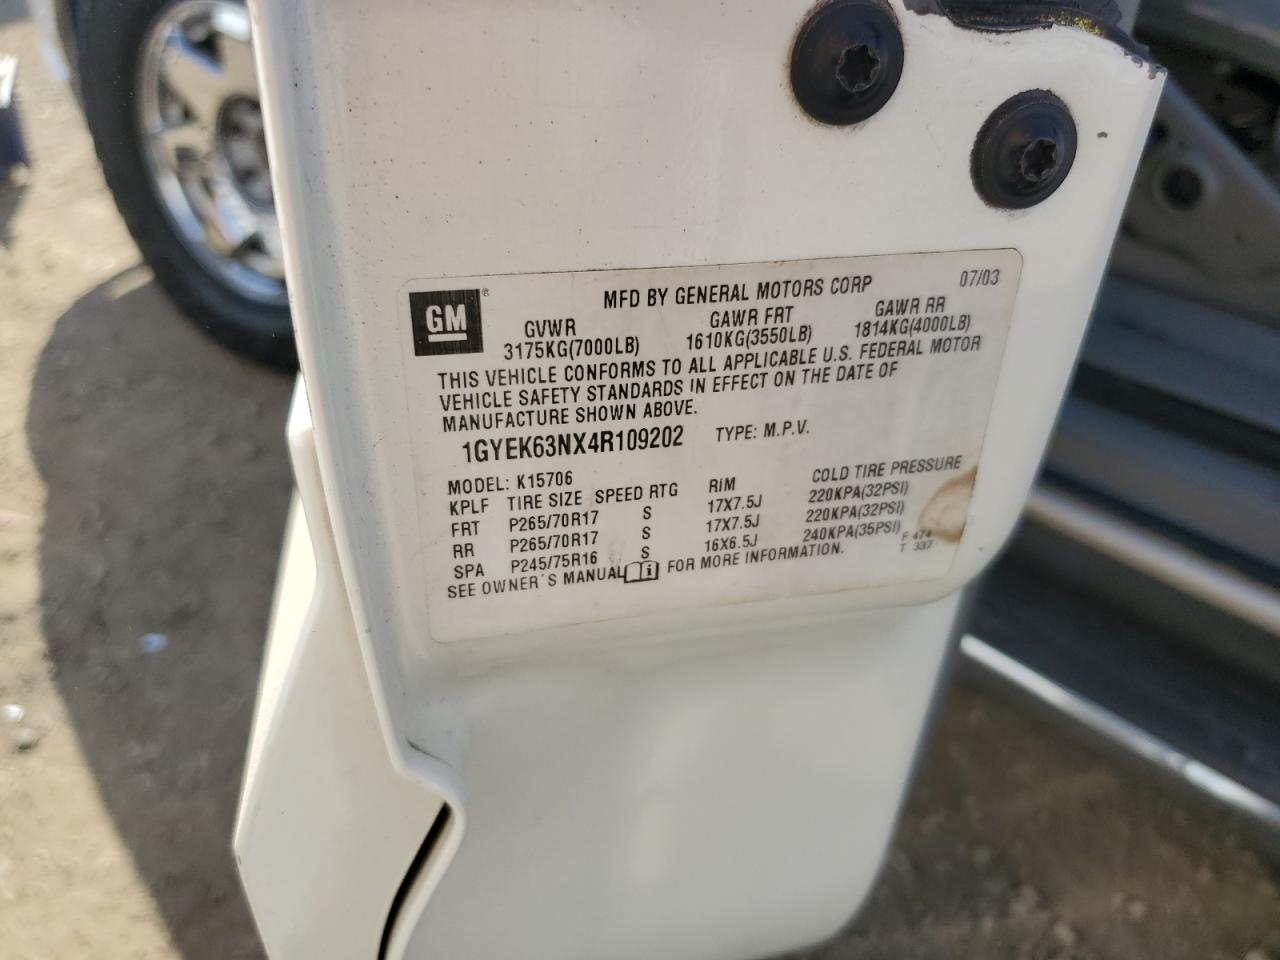 GM®
MFD BY GENERAL MOTORS CORP 07/03
GVWR GAWR FRT GAWR RR
3175KG(7000LB) 1610KG(3550LB) 1814KG(4000LB)
THIS VEHICLE CONFORMS TO ALL APPLICABLE U.S. FEDERAL MOTOR
VEHICLE SAFETY STANDARDS IN EFFECT ON THE DATE OF
MANUFACTURE SHOWN ABOVE.
1GYEK63NX4R109202 TYPE: M.P.V.
MODEL: K15706
KPLF TIRE SIZE SPEED RTG RIM COLD TIRE PRESSURE
FRT P265/70R17 S 17X7.5J 220KPA(32PSI)
RR P265/70R17 S 17X7.5J 220KPA(32PSI)
SPA P245/75R16 S 16X6.5J 240KPA(35PSI)
SEE OWNER'S MANUAL i FOR MORE INFORMATION.
F 474
T 337